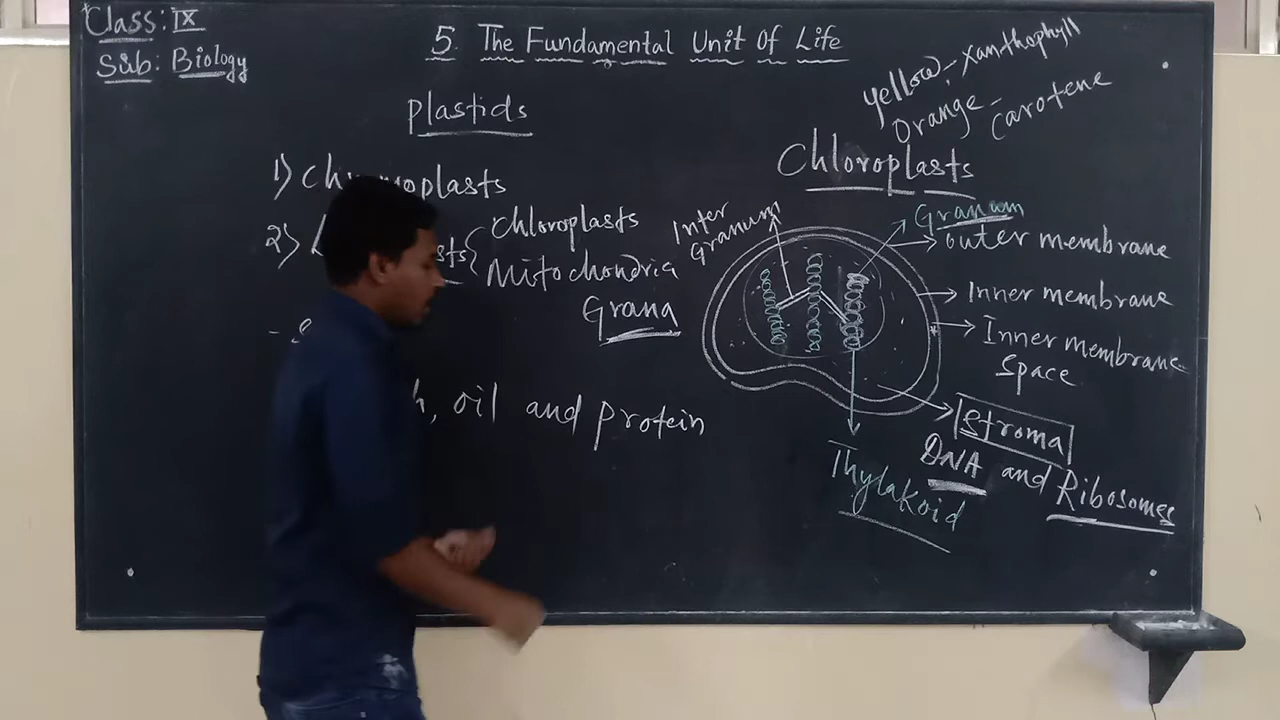 Class: IX
Sub: Biology
5. The Fundamental Unit Of Life
Yellow - Xanthophyll
Orange - Carotene
Plastids
Chloroplasts
1) Chromoplasts
2) L sts { Chloroplasts
Mitochondria
Grana
- S
h, oil and protein
Inter
Granum
Granum
outer membrane
Inner membrane
Inner membrane
Space
Stroma
DNA and Ribosomes
Thylakoid